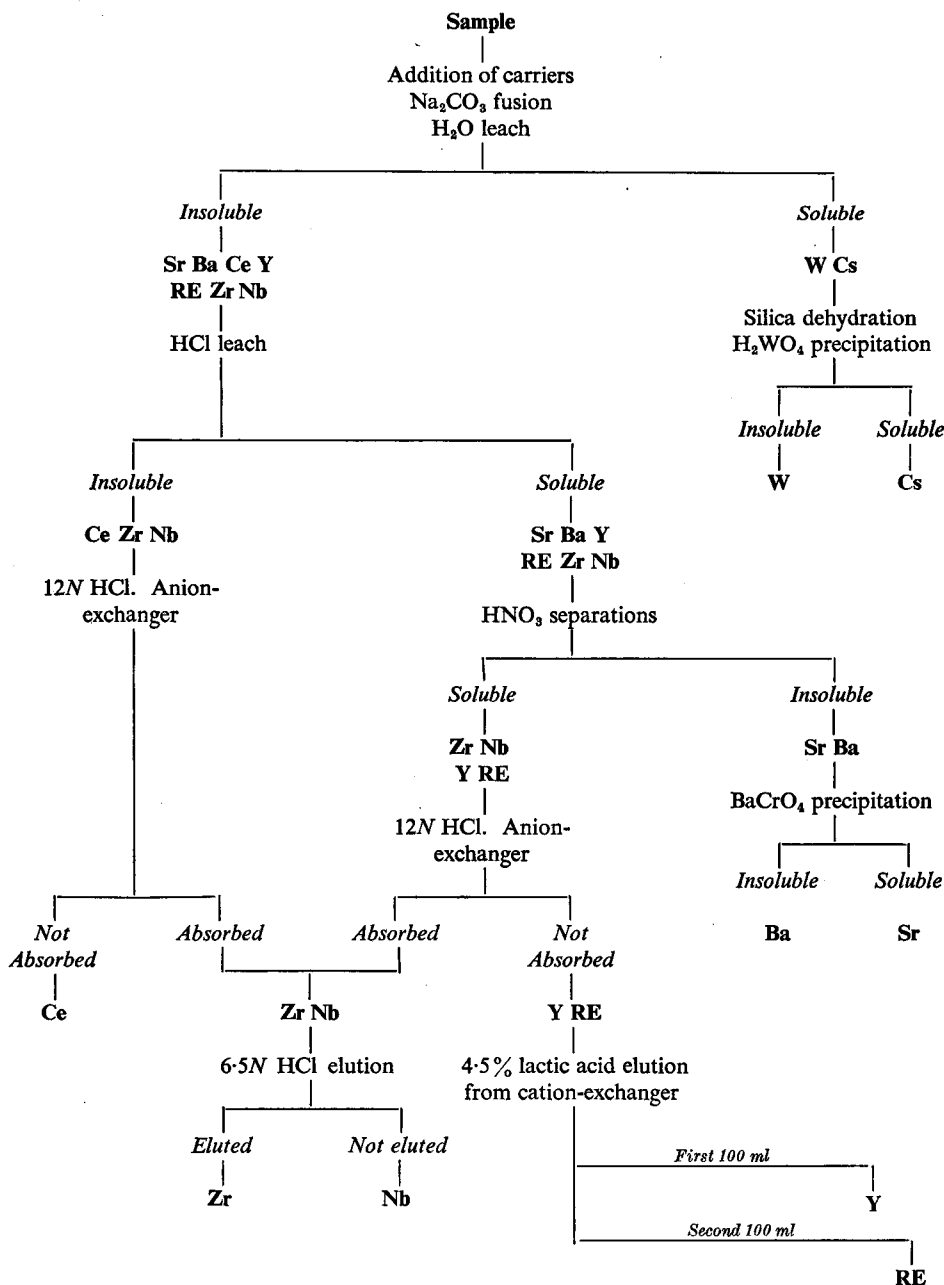 Sample
Addition of carriers
Na₂CO₃ fusion
H₂O leach
Insoluble
Soluble
Sr Ba Ce Y
RE Zr Nb
W Cs
HCl leach
Silica dehydration
H₂WO₄ precipitation
Insoluble
Soluble
W
Cs
Insoluble
Soluble
Ce Zr Nb
Sr Ba Y
RE Zr Nb
12N HCl. Anion-
exchanger
HNO₃ separations
Soluble
Insoluble
Zr Nb
Y RE
Sr Ba
12N HCl. Anion-
exchanger
BaCrO₄ precipitation
Insoluble
Soluble
Ba
Sr
Not
Absorbed
Absorbed
Absorbed
Not
Absorbed
Ce
Zr Nb
Y RE
6·5N HCl elution
4·5% lactic acid elution
from cation-exchanger
Eluted
Not eluted
Zr
Nb
First 100 ml
Y
Second 100 ml
RE